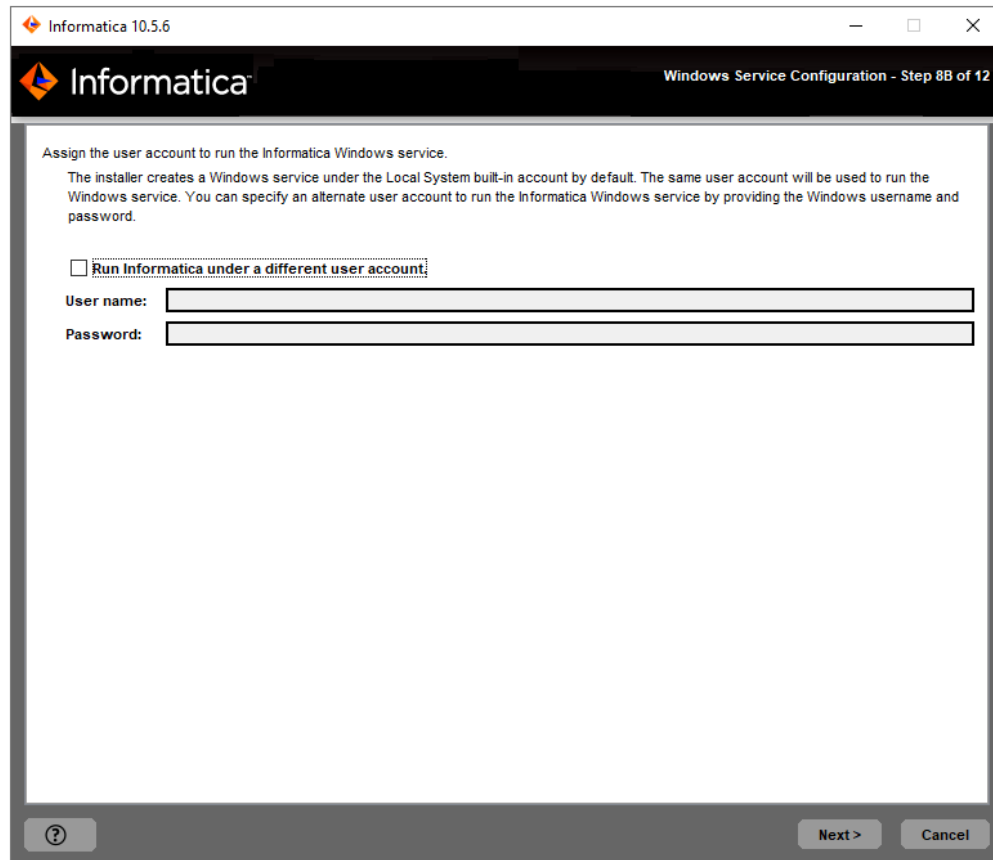 Informatica 10.5.6
Informatica
Windows Service Configuration - Step 8B of 12
Assign the user account to run the Informatica Windows service.
The installer creates a Windows service under the Local System built-in account by default. The same user account will be used to run the
Windows service. You can specify an alternate user account to run the Informatica Windows service by providing the Windows username and
password.
Run Informatica under a different user account.
User name:
Password:
?
Next >
Cancel